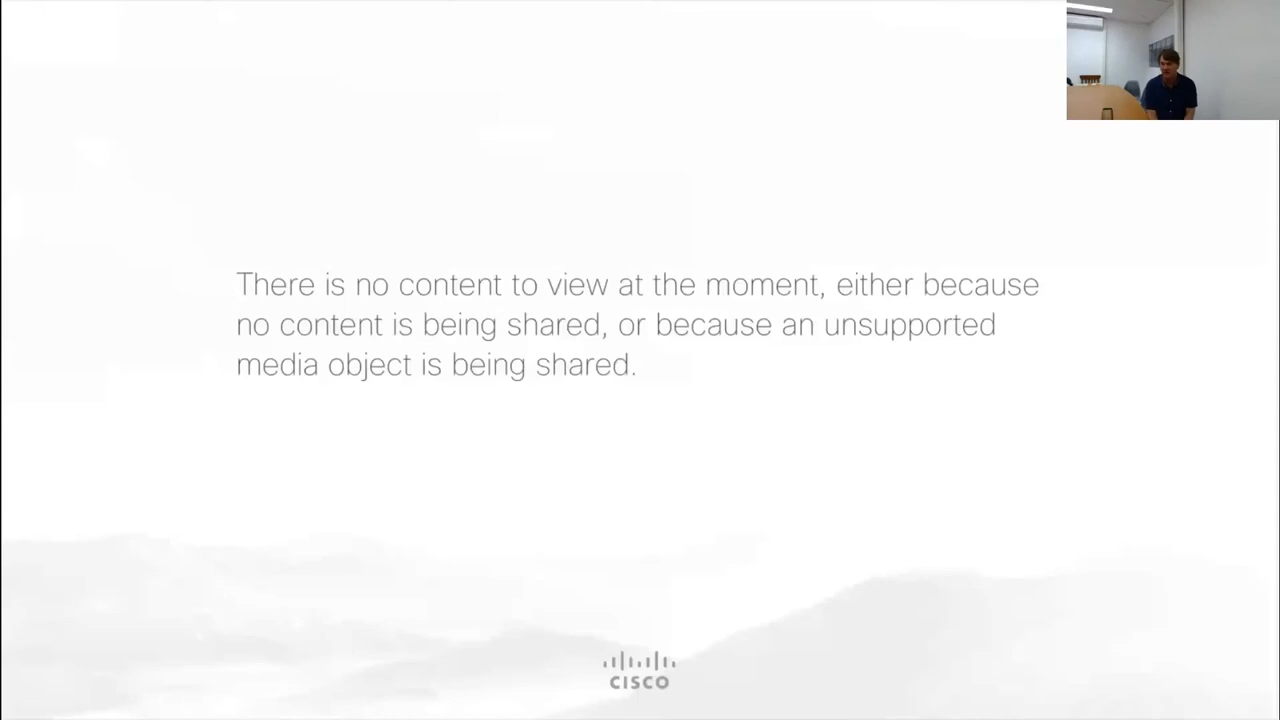 There is no content to view at the moment, either because
no content is being shared, or because an unsupported
media object is being shared.
CISCO